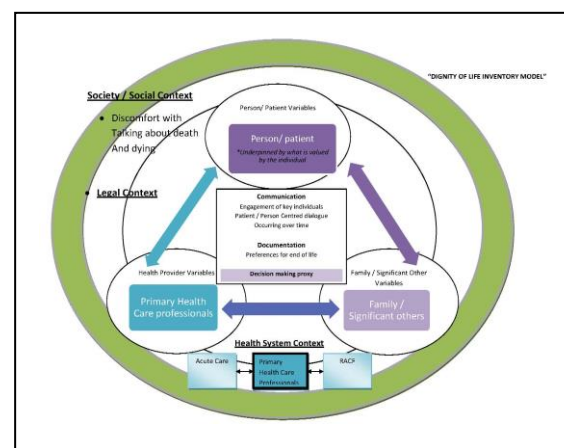 "DIGNITY OF LIFE INVENTORY MODEL"
Society / Social Context
• Discomfort with
Talking about death
And dying
• Legal Context
Person/ Patient Variables
Person/ patient
*Underpinned by what is valued
by the individual
Communication
Engagement of key individuals
Patient / Person Centred dialogue
Occurring over time
Documentation
Preferences for end of life
Decision making proxy
Health Provider Variables
Primary Health
Care professionals
Family / Significant Other
Variables
Family /
Significant others
Health System Context
Acute Care
Primary
Health Care
Professionals
RACF